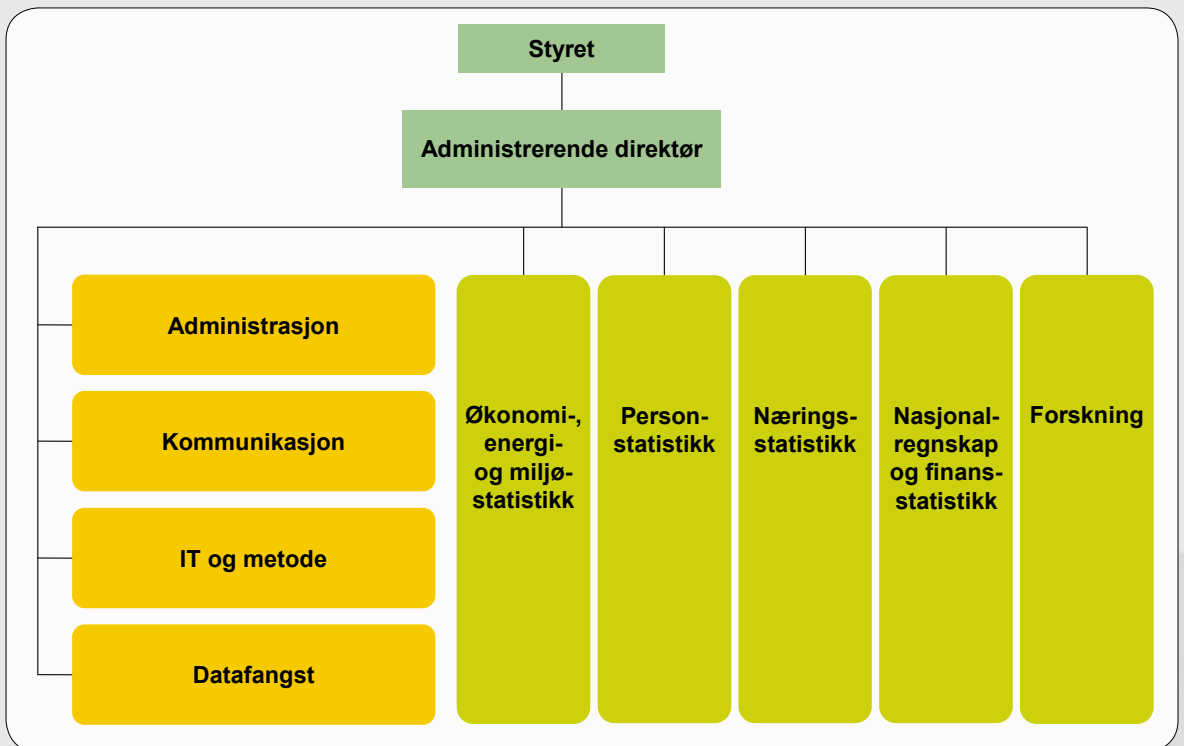 Styret
Administrerende direktør
Administrasjon
Kommunikasjon
IT og metode
Datafangst
Økonomi-,
energi-
og miljø-
statistikk
Person-
statistikk
Nærings-
statistikk
Nasjonal-
regnskap
og finans-
statistikk
Forskning